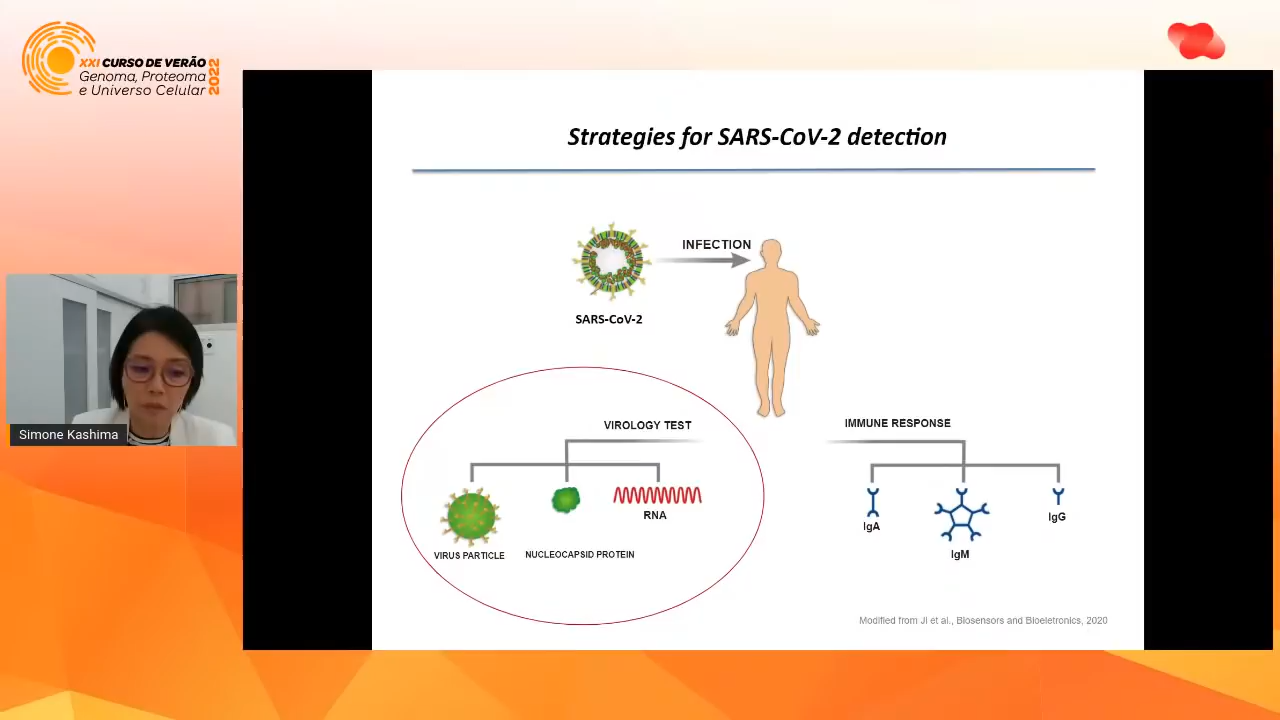 XXI CURSO DE VERÃO
Genoma, Proteoma
e Universo Celular
2022
Strategies for SARS-CoV-2 detection
INFECTION
SARS-CoV-2
Simone Kashima
VIROLOGY TEST
IMMUNE RESPONSE
RNA
IgA
IgG
VIRUS PARTICLE
NUCLEOCAPSID PROTEIN
IgM
Modified from JI et al., Biosensors and Bioeletronics, 2020